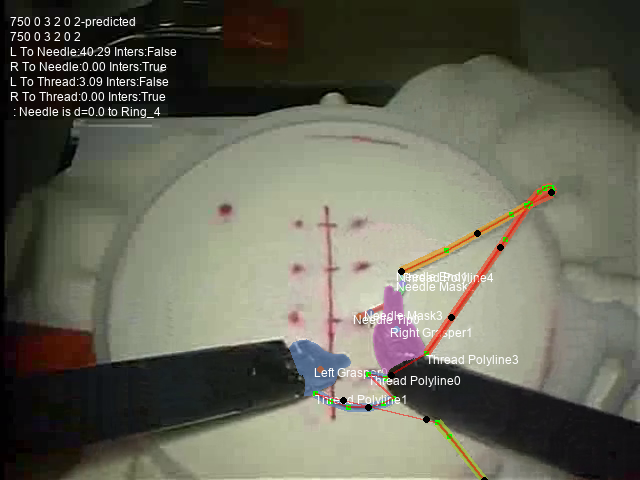 750 0 3 2 0 2-predicted
750 0 3 2 0 2
L To Needle:40.29 Inters:False
R To Needle:0.00 Inters:True
L To Thread:3.09 Inters:False
R To Thread:0.00 Inters:True
: Needle is d=0.0 to Ring_4
Thread Polyline4
Needle Mask
Needle Mask3
Needle Tip0
Right Grasper1
Thread Polyline3
Left Grasper0
Thread Polyline0
Thread Polyline1